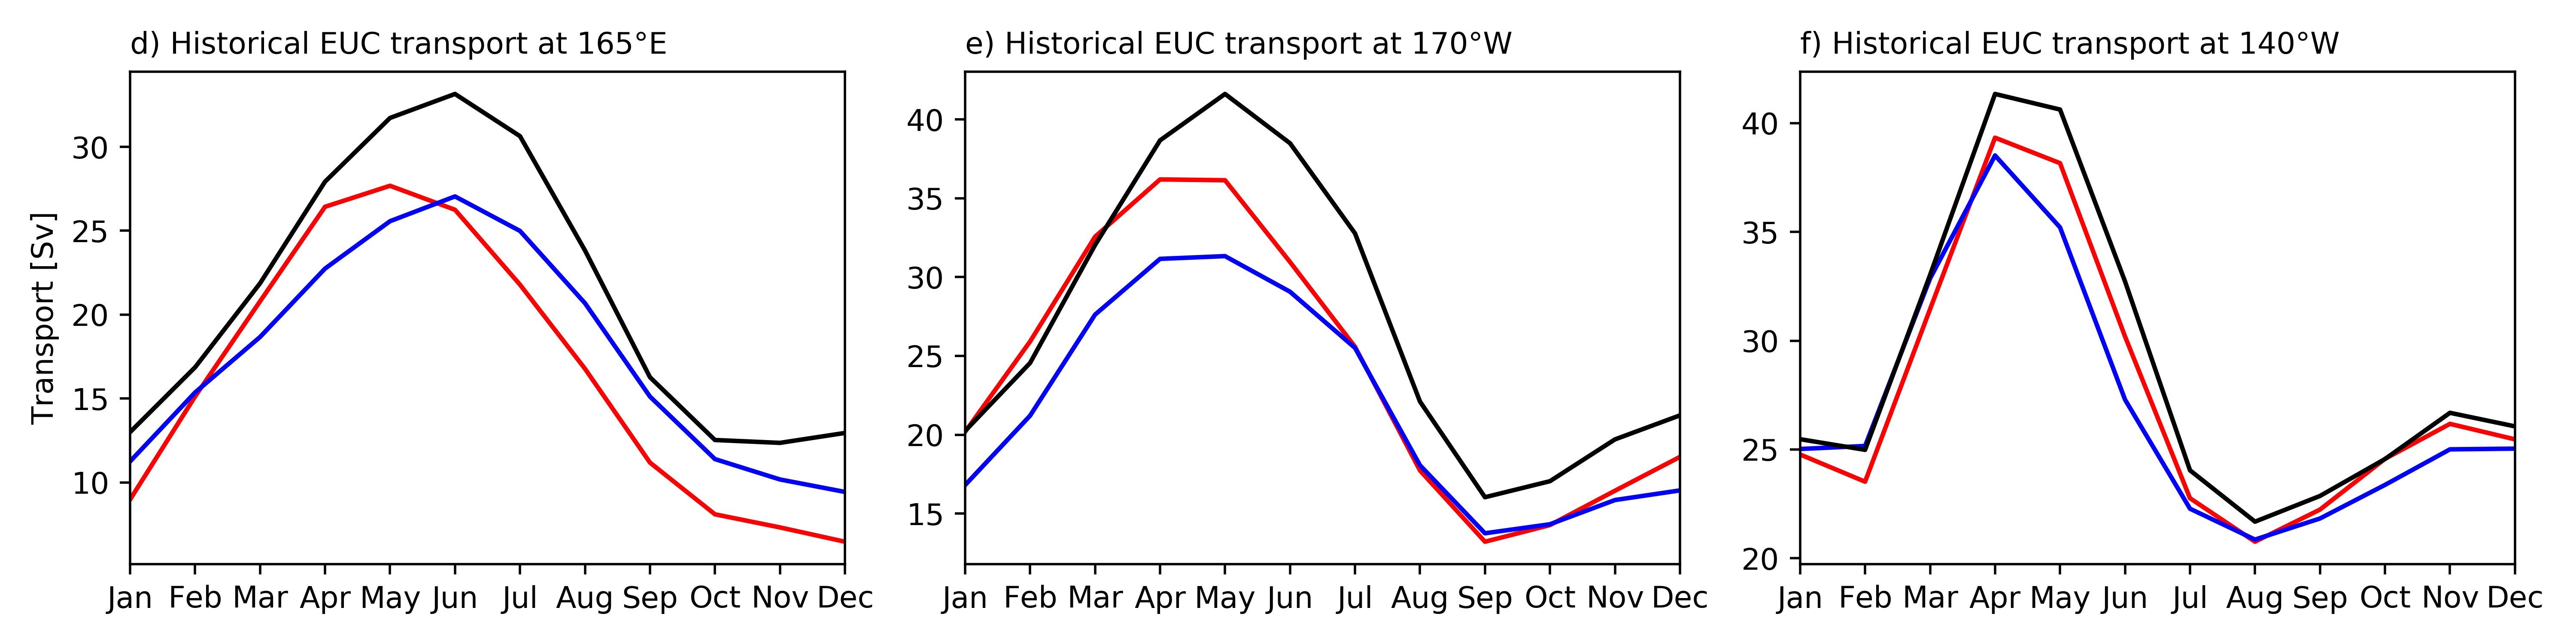 d) Historical EUC transport at 165°E
e) Historical EUC transport at 170°W
f) Historical EUC transport at 140°W
Transport [Sv]
30
25
20
15
10
Jan Feb Mar Apr May Jun Jul Aug Sep Oct Nov Dec
40
35
30
25
20
15
Jan Feb Mar Apr May Jun Jul Aug Sep Oct Nov Dec
40
35
30
25
20
Jan Feb Mar Apr May Jun Jul Aug Sep Oct Nov Dec